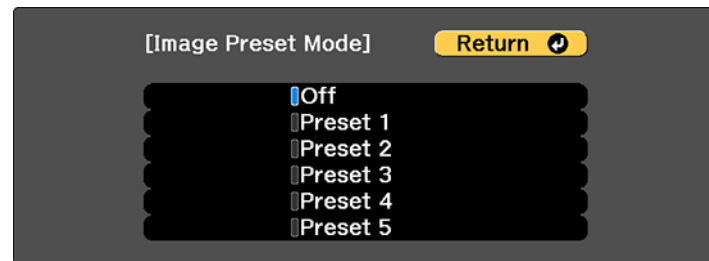 [Image Preset Mode] Return
Off
Preset 1
Preset 2
Preset 3
Preset 4
Preset 5